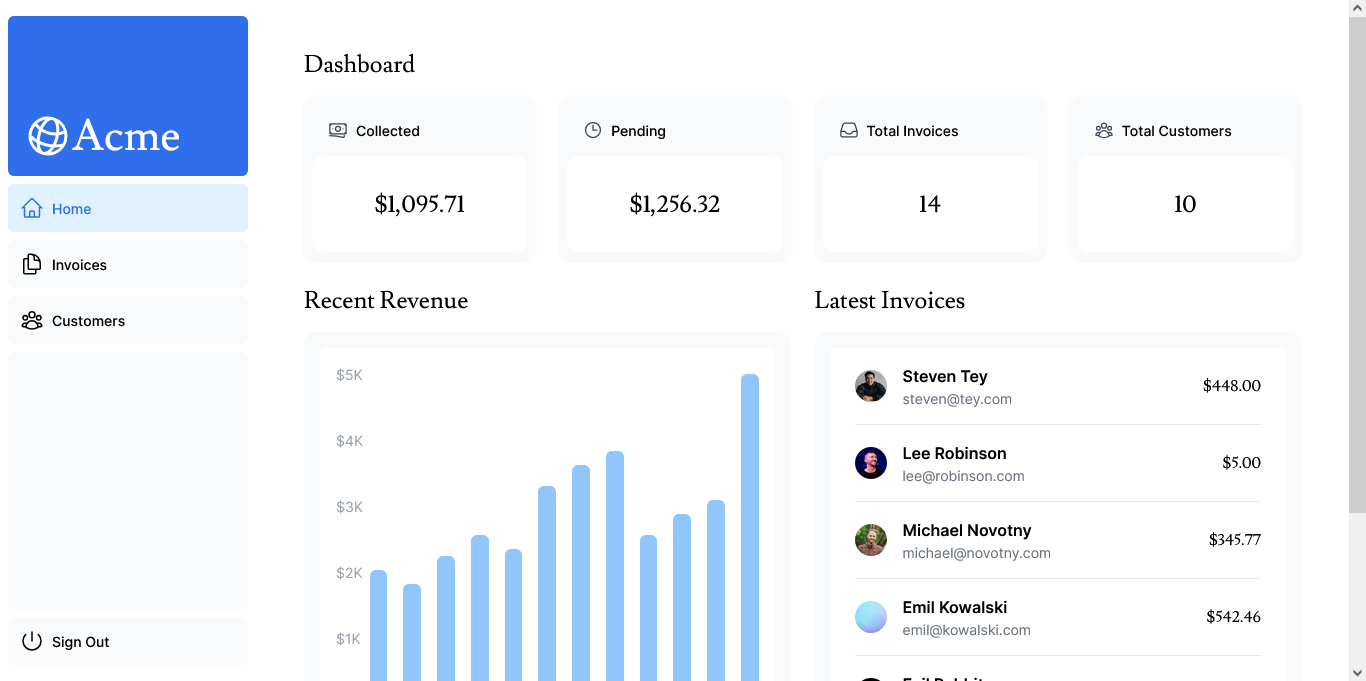 Acme
Home
Invoices
Customers
Sign Out
Dashboard
Collected
$1,095.71
Pending
$1,256.32
Total Invoices
14
Total Customers
10
Recent Revenue
$5K
$4K
$3K
$2K
$1K
Latest Invoices
Steven Tey
steven@tey.com
$448.00
Lee Robinson
lee@robinson.com
$5.00
Michael Novotny
michael@novotny.com
$345.77
Emil Kowalski
emil@kowalski.com
$542.46